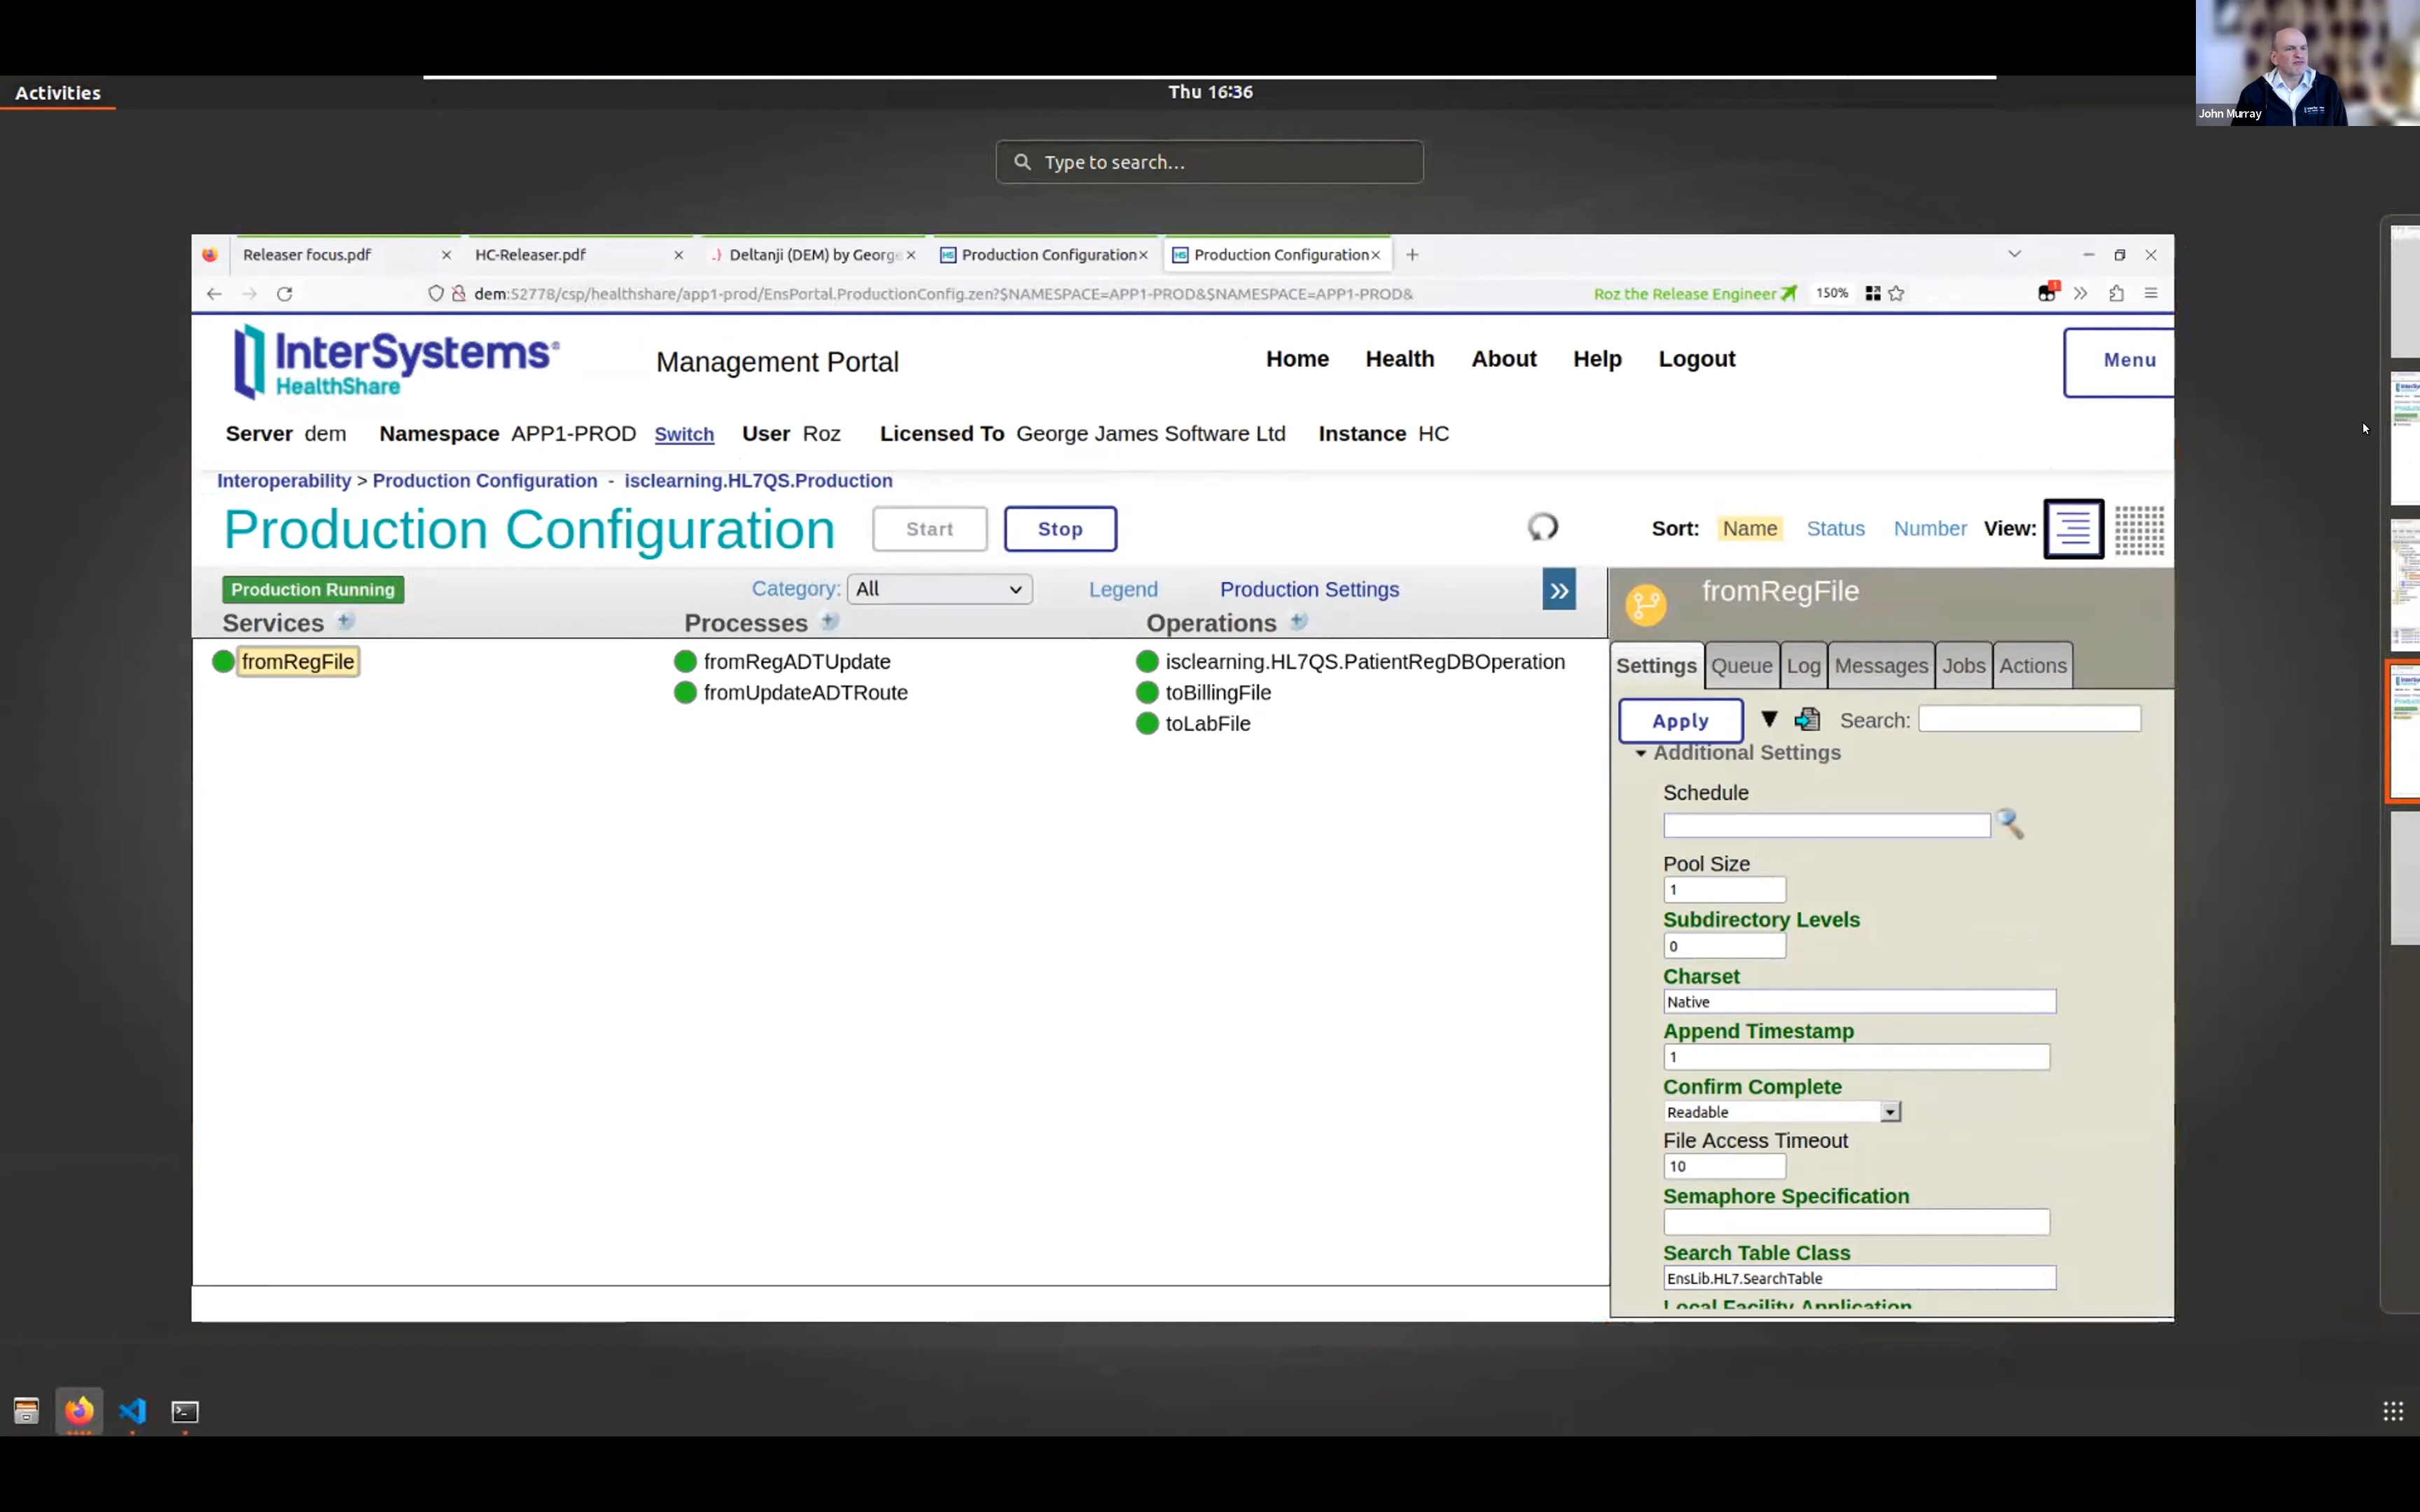 Activities
Thu 16:36
John Murray
Type to search...
Releaser focus.pdf
HC-Releaser.pdf
Deltanji (DEM) by George
Production Configuration
Production Configuration
dem:52778/csp/healthshare/app1-prod/EnsPortal.ProductionConfig.zen?$NAMESPACE=APP1-PROD&$NAMESPACE=APP1-PROD&
Roz the Release Engineer
150%
1
InterSystems®
HealthShare
Management Portal
Home Health About Help Logout
Menu
Server dem Namespace APP1-PROD Switch User Roz Licensed To George James Software Ltd Instance HC
Interoperability > Production Configuration - isclearning.HL7QS.Production
Production Configuration
Start
Stop
Sort: Name Status Number View:
Production Running
Category: All
Legend
Production Settings
»
Services
Processes
Operations
fromRegFile
fromRegADTUpdate
isclearning.HL7QS.PatientRegDBOperation
fromUpdateADTRoute
toBillingFile
toLabFile
fromRegFile
Settings Queue Log Messages Jobs Actions
Apply
Search:
Additional Settings
Schedule
Pool Size
1
Subdirectory Levels
0
Charset
Native
Append Timestamp
1
Confirm Complete
Readable
File Access Timeout
10
Semaphore Specification
Search Table Class
EnsLib.HL7.SearchTable
Local Facility Application